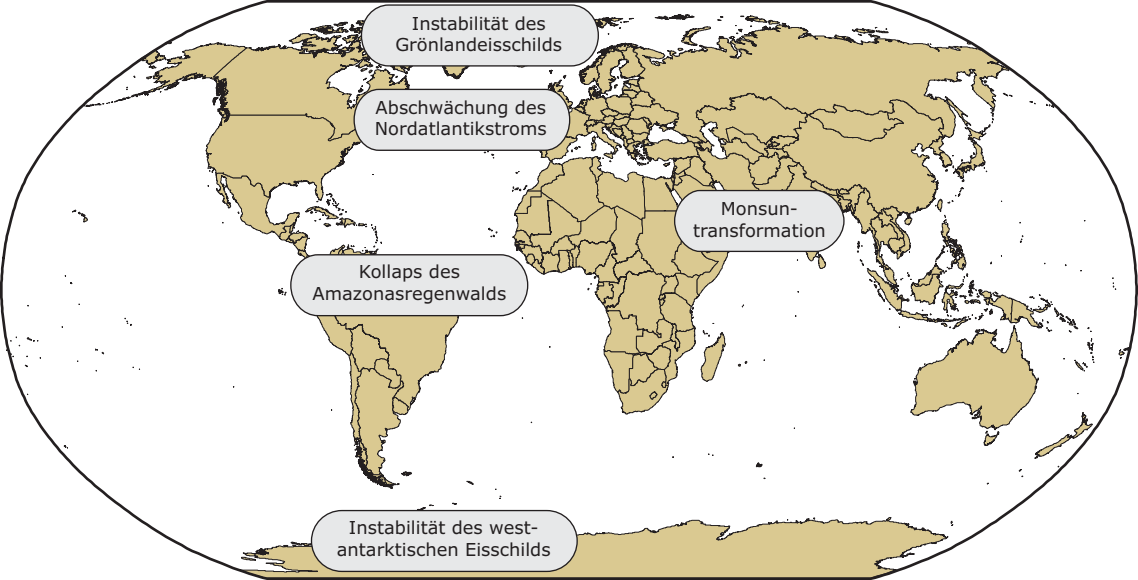 Instabilität des
Grönlandeisschilds
Abschwächung des
Nordatlantikstroms
Monsun-
transformation
Kollaps des
Amazonasregenwalds
Instabilität des west-
antarktischen Eisschilds